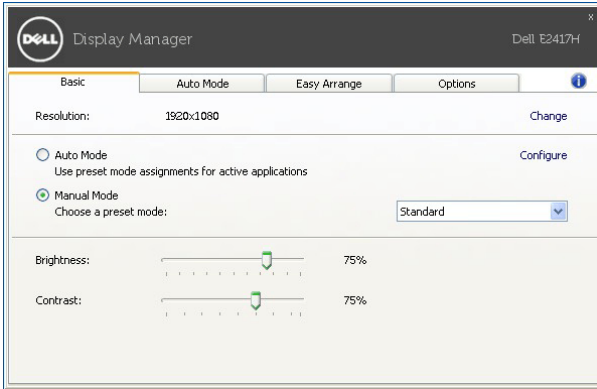 DELL Display Manager Dell E2417H
x
Basic Auto Mode Easy Arrange Options i
Resolution: 1920x1080 Change
Auto Mode Configure
Use preset mode assignments for active applications
Manual Mode
Choose a preset mode: Standard
Brightness: 75%
Contrast: 75%